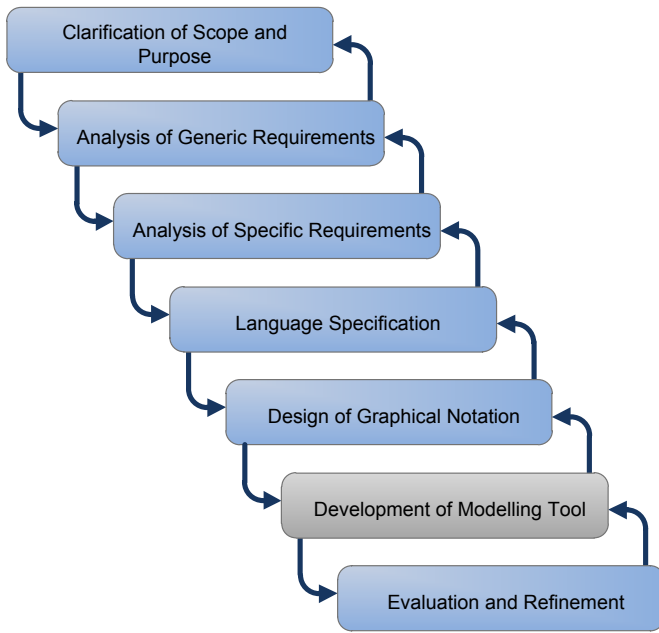 Clarification of Scope and
Purpose
Analysis of Generic Requirements
Analysis of Specific Requirements
Language Specification
Design of Graphical Notation
Development of Modelling Tool
Evaluation and Refinement